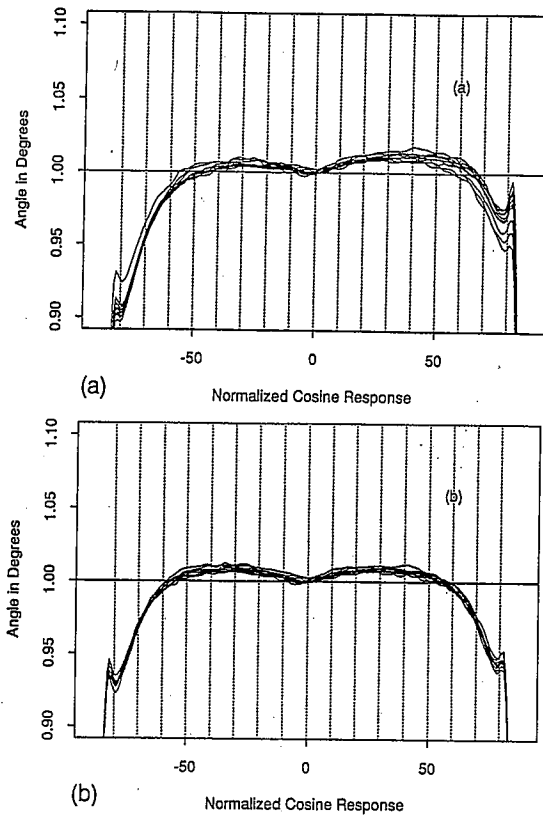 1.10
1.05
1.00
0.95
0.90
Angle in Degrees
(a)
-50 0 50
(a)
Normalized Cosine Response
1.10
1.05
1.00
0.95
0.90
Angle in Degrees
(b)
-50 0 50
(b)
Normalized Cosine Response